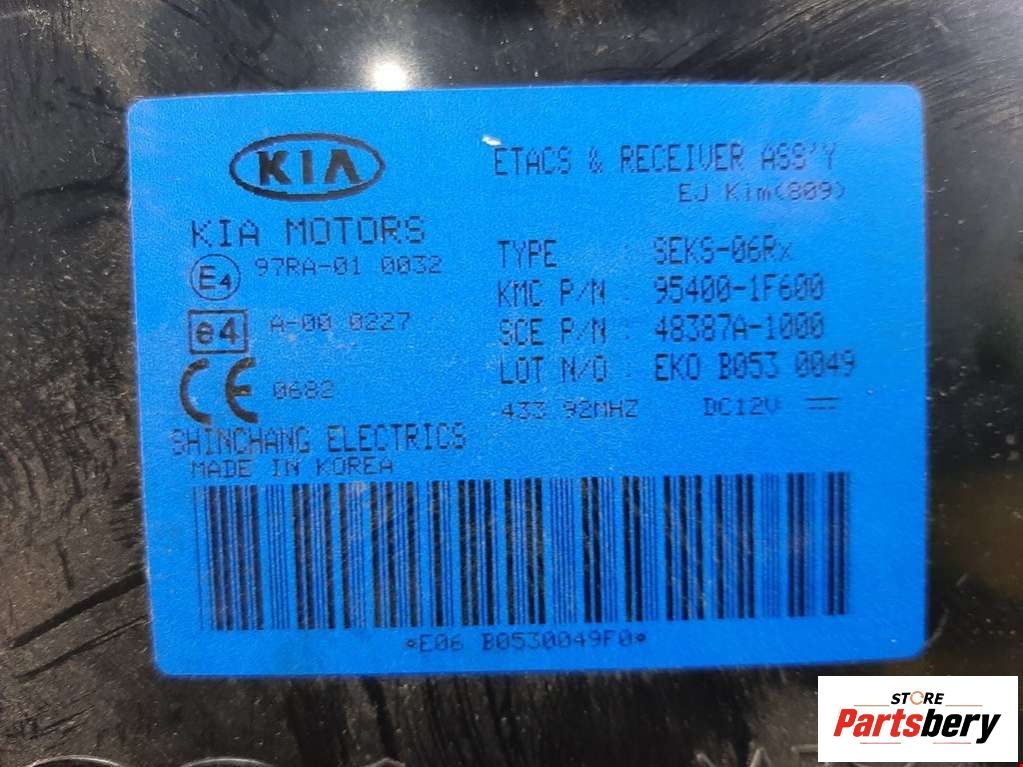 KIA
ETACS & RECEIVER ASS'Y
EJ Kim(809)
KIA MOTORS
E4 97RA-01 0032
e4 A-00 0227
CE 0682
TYPE : SEKS-06Rx
KMC P/N : 95400-1F600
SCE P/N : 48387A-1000
LOT N/O : EKO B053 0049
433.92MHZ DC12V
SHINCHANG ELECTRICS
MADE IN KOREA
*E06 B0530049F0*
STORE
Partsbery